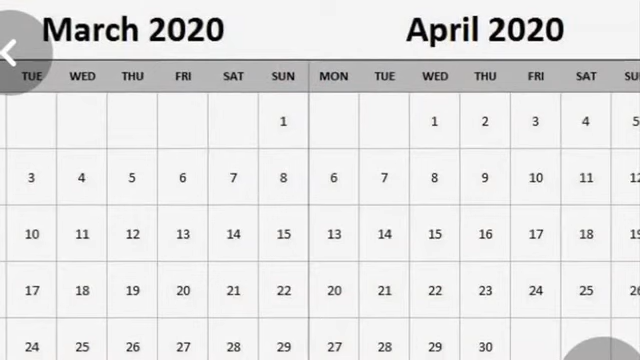 March 2020 April 2020
TUE WED THU FRI SAT SUN MON TUE WED THU FRI SAT
1 1 2 3 4 5
3 4 5 6 7 8 6 7 8 9 10 11 12
10 11 12 13 14 15 13 14 15 16 17 18
17 18 19 20 21 22 20 21 22 23 24 25
24 25 26 27 28 29 27 28 29 30